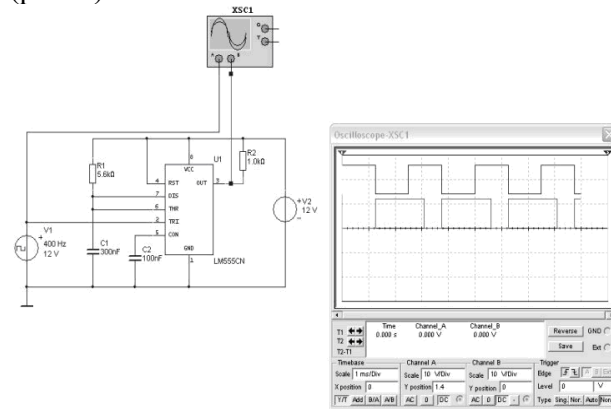 XSC1
G
T
A B
R1
5.6kΩ
8
VCC
U1
R2
1.0kΩ
4 RST OUT 3
7 DIS
6 THR
2 TRI
5 CON
GND
1
LM555CN
V1
400 Hz
12 V
C1
300nF
C2
100nF
V2
12 V
Oscilloscope-XSC1
T1
T2
T2-T1
Time Channel_A Channel_B
0.000 s 0.000 V 0.000 V
Reverse
Save
GND
Ext
Timebase
Scale 1 ms/Div
X position 0
Y/T Add B/A A/B
Channel A
Scale 10 V/Div
Y position 1.4
AC 0 DC
Channel B
Scale 10 V/Div
Y position 0
AC 0 DC -
Trigger
Edge A B Ext
Level 0 V
Type Sing. Nor. Auto None